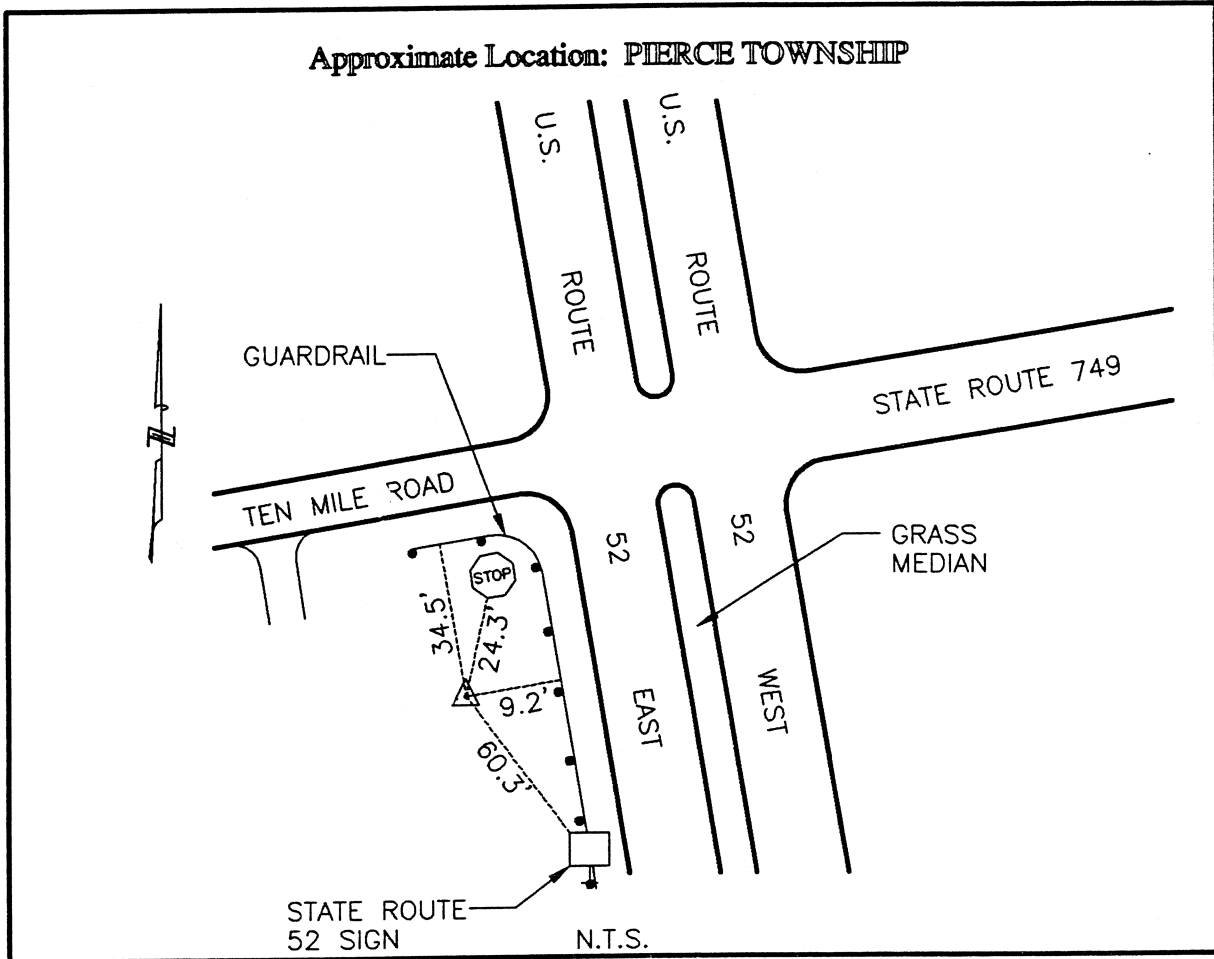 Approximate Location: PIERCE TOWNSHIP
U.S.
U.S.
ROUTE
ROUTE
GUARDRAIL
STATE ROUTE 749
N
TEN MILE ROAD
52
52
GRASS
MEDIAN
STOP
34.5'
24.3'
9.2'
EAST
WEST
60.3'
STATE ROUTE
52 SIGN
N.T.S.